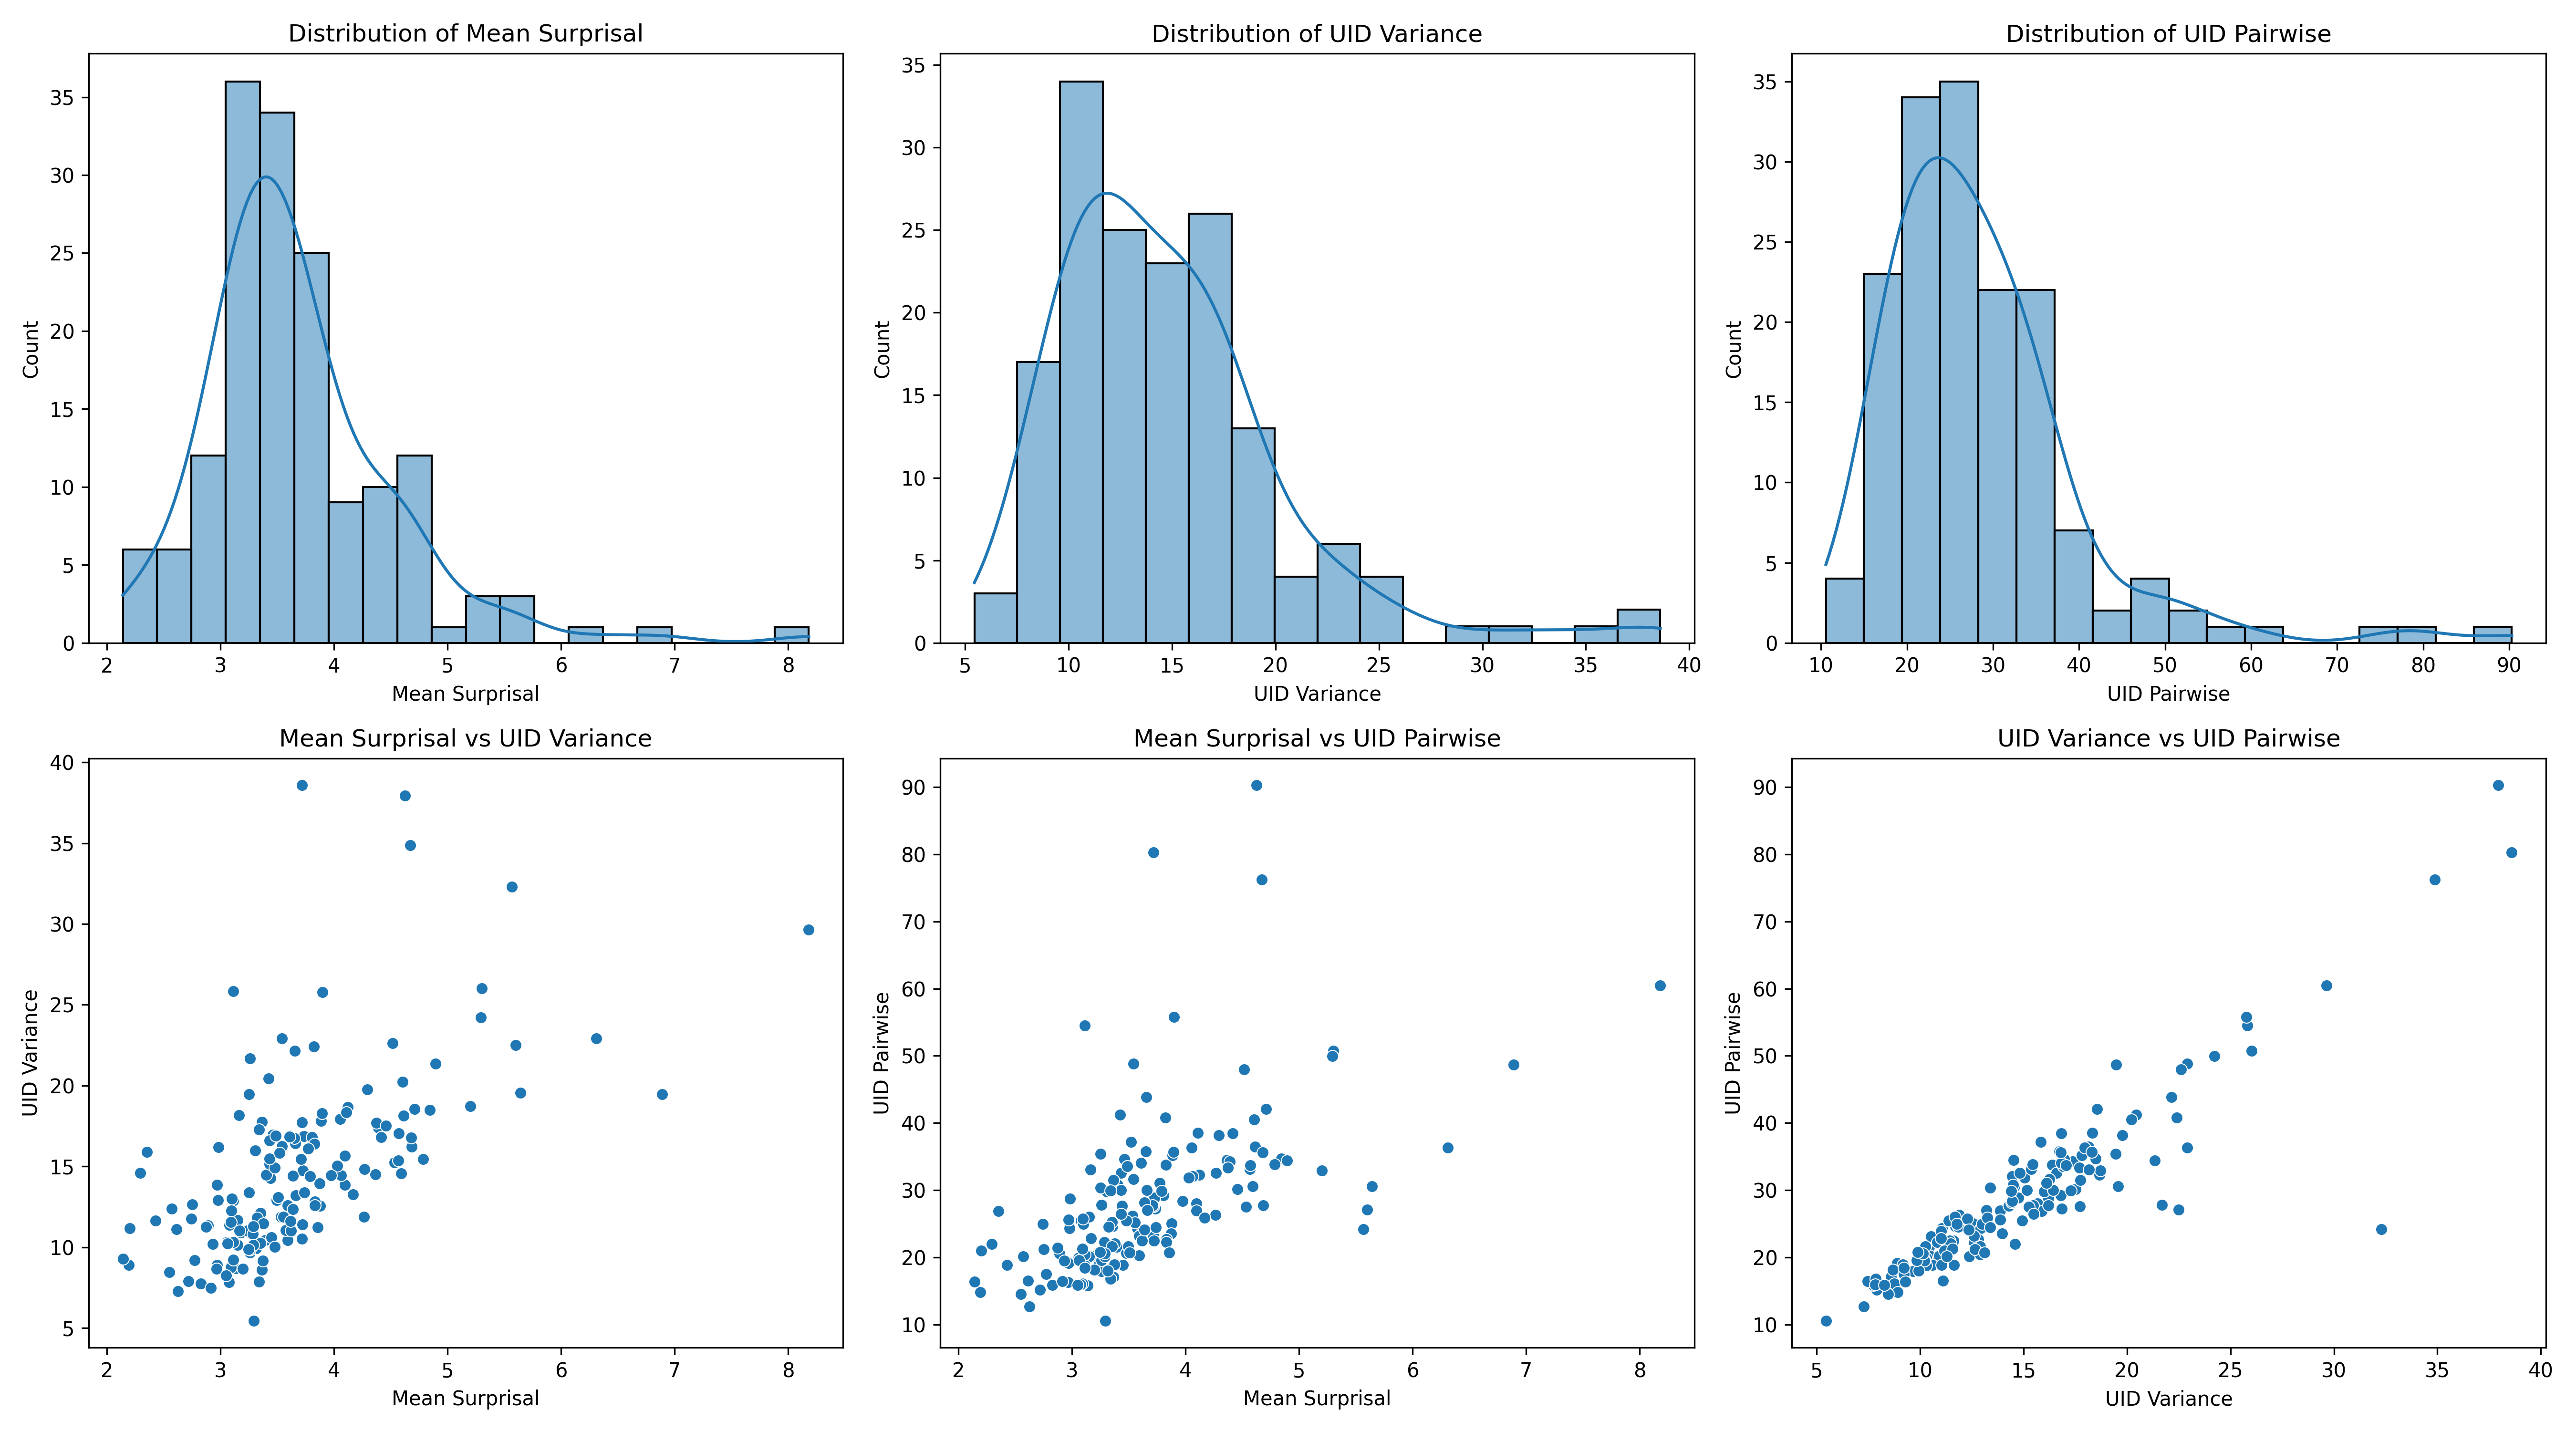 Distribution of Mean Surprisal
35
30
25
20
15
10
5
0
Count
2 3 4 5 6 7 8
Mean Surprisal
Distribution of UID Variance
35
30
25
20
15
10
5
0
Count
5 10 15 20 25 30 35 40
UID Variance
Distribution of UID Pairwise
35
30
25
20
15
10
5
0
Count
10 20 30 40 50 60 70 80 90
UID Pairwise
Mean Surprisal vs UID Variance
40
35
30
25
20
15
10
5
UID Variance
2 3 4 5 6 7 8
Mean Surprisal
Mean Surprisal vs UID Pairwise
90
80
70
60
50
40
30
20
10
UID Pairwise
2 3 4 5 6 7 8
Mean Surprisal
UID Variance vs UID Pairwise
90
80
70
60
50
40
30
20
10
UID Pairwise
5 10 15 20 25 30 35 40
UID Variance